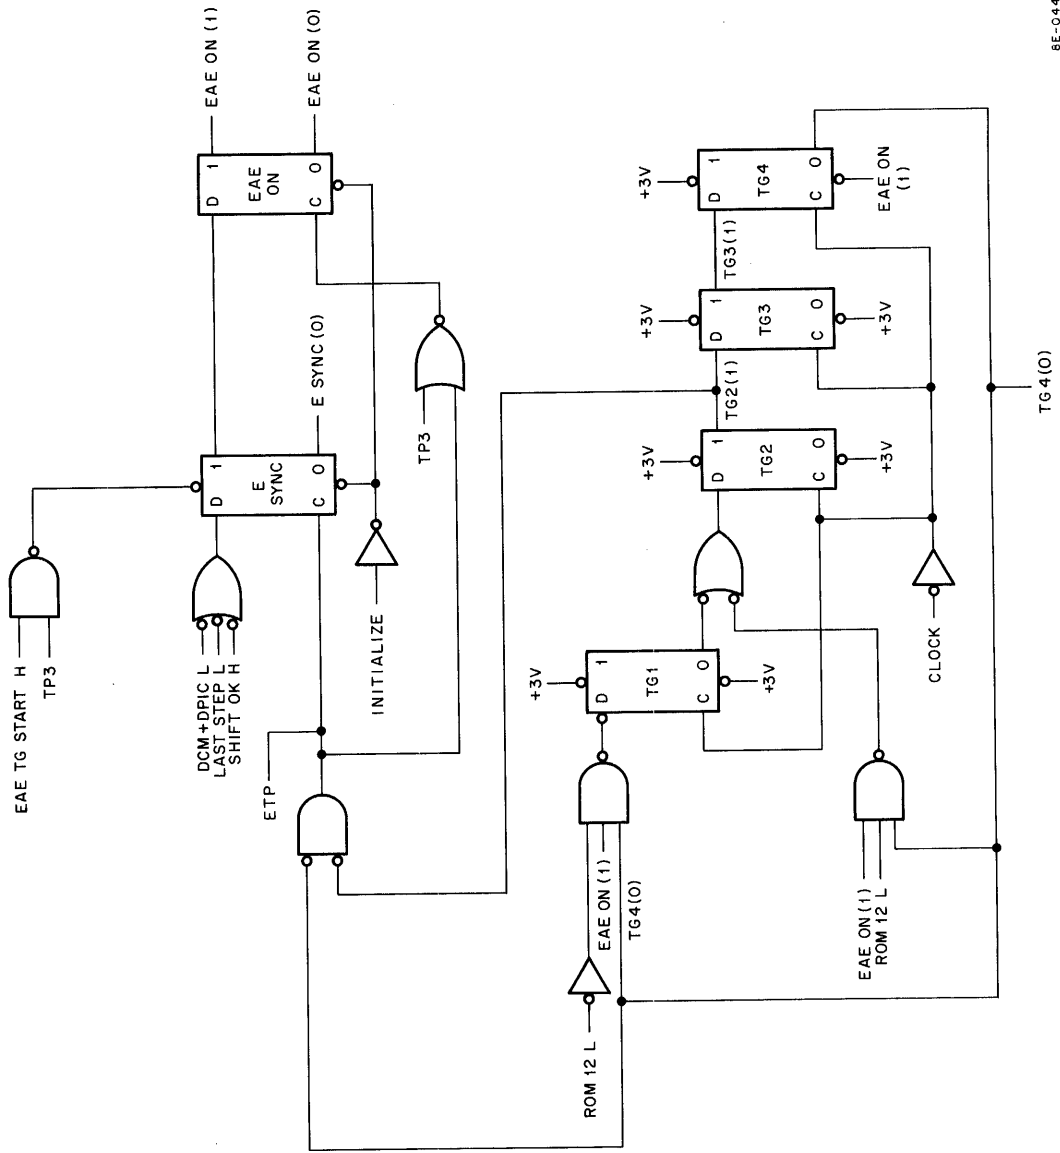 8E-044
EAE ON (1)
EAE ON (0)
D 1
EAE
ON
C 0
EAE TG START H
TP3
D 1
E
SYNC
C 0
E SYNC (0)
DCM+DPIC L
LAST STEP L
SHIFT OK H
TP3
INITIALIZE
ETP
+3V
D 1
TG4
C 0
EAE ON
(1)
TG3(1)
+3V
D 1
TG3
C 0
+3V
TG2(1)
+3V
D 1
TG2
C 0
+3V
TG4(0)
+3V
D 1
TG1
C 0
+3V
CLOCK
EAE ON (1)
TG4(0)
ROM 12 L
EAE ON (1)
ROM 12 L